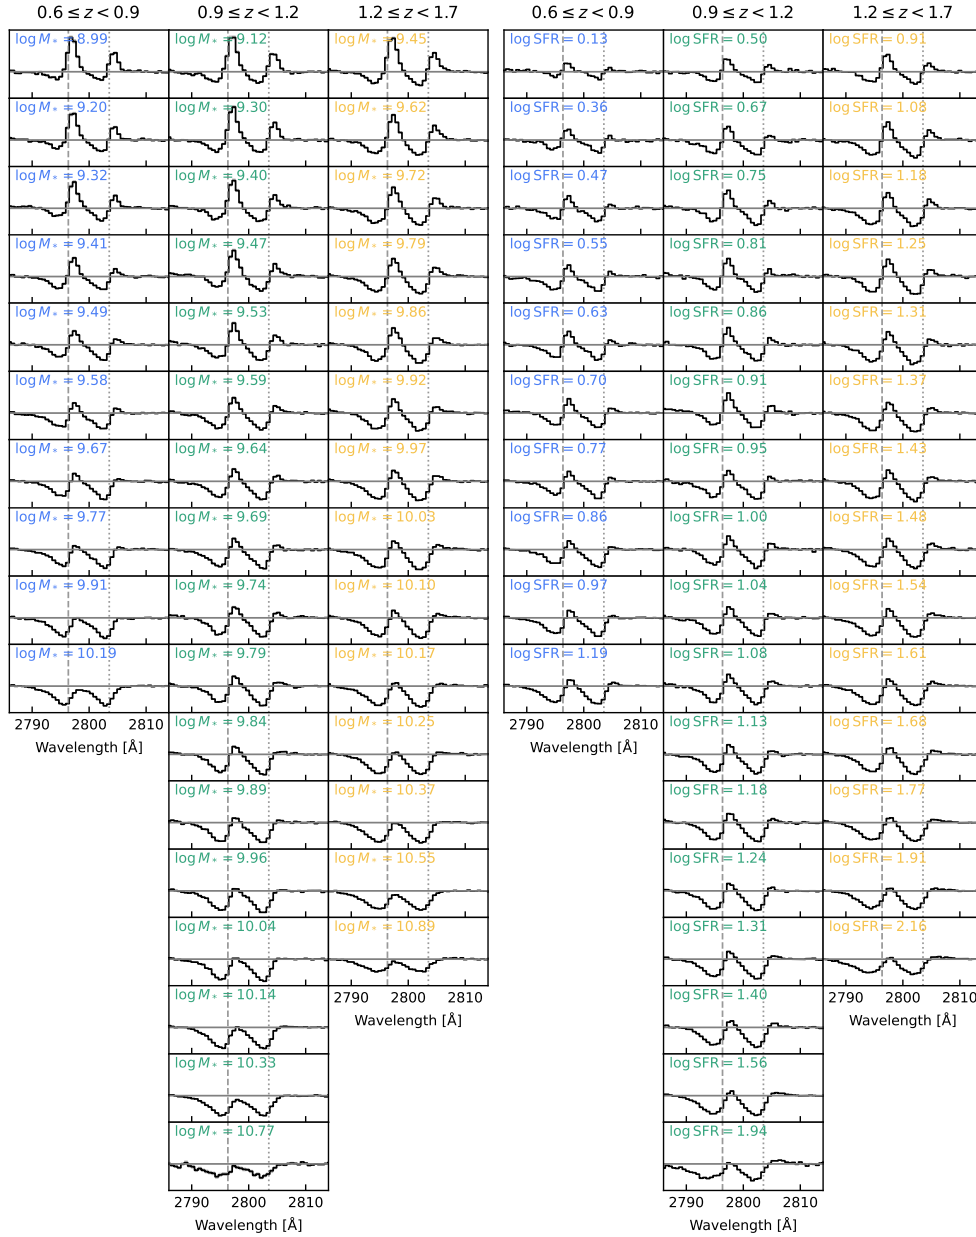 0.6 ≤ z < 0.9 0.9 ≤ z < 1.2 1.2 ≤ z < 1.7 0.6 ≤ z < 0.9 0.9 ≤ z < 1.2 1.2 ≤ z < 1.7
log M* = 8.99 log M* = 9.12 log M* = 9.45 log SFR = 0.13 log SFR = 0.50 log SFR = 0.91
log M* = 9.20 log M* = 9.30 log M* = 9.62 log SFR = 0.36 log SFR = 0.67 log SFR = 1.08
log M* = 9.32 log M* = 9.40 log M* = 9.72 log SFR = 0.47 log SFR = 0.75 log SFR = 1.18
log M* = 9.41 log M* = 9.47 log M* = 9.79 log SFR = 0.55 log SFR = 0.81 log SFR = 1.25
log M* = 9.49 log M* = 9.53 log M* = 9.86 log SFR = 0.63 log SFR = 0.86 log SFR = 1.31
log M* = 9.58 log M* = 9.59 log M* = 9.92 log SFR = 0.70 log SFR = 0.91 log SFR = 1.37
log M* = 9.67 log M* = 9.64 log M* = 9.97 log SFR = 0.77 log SFR = 0.95 log SFR = 1.43
log M* = 9.77 log M* = 9.69 log M* = 10.03 log SFR = 0.86 log SFR = 1.00 log SFR = 1.48
log M* = 9.91 log M* = 9.74 log M* = 10.10 log SFR = 0.97 log SFR = 1.04 log SFR = 1.54
log M* = 10.19 log M* = 9.79 log M* = 10.17 log SFR = 1.19 log SFR = 1.08 log SFR = 1.61
2790 2800 2810 log M* = 9.84 log M* = 10.25 2790 2800 2810 log SFR = 1.13 log SFR = 1.68
Wavelength [Å] Wavelength [Å]
log M* = 9.89 log M* = 10.37 log SFR = 1.18 log SFR = 1.77
log M* = 9.96 log M* = 10.55 log SFR = 1.24 log SFR = 1.91
log M* = 10.04 log M* = 10.89 log SFR = 1.31 log SFR = 2.16
log M* = 10.14 2790 2800 2810 log SFR = 1.40 2790 2800 2810
Wavelength [Å] Wavelength [Å]
log M* = 10.33 log SFR = 1.56
log M* = 10.77 log SFR = 1.94
2790 2800 2810 2790 2800 2810
Wavelength [Å] Wavelength [Å]